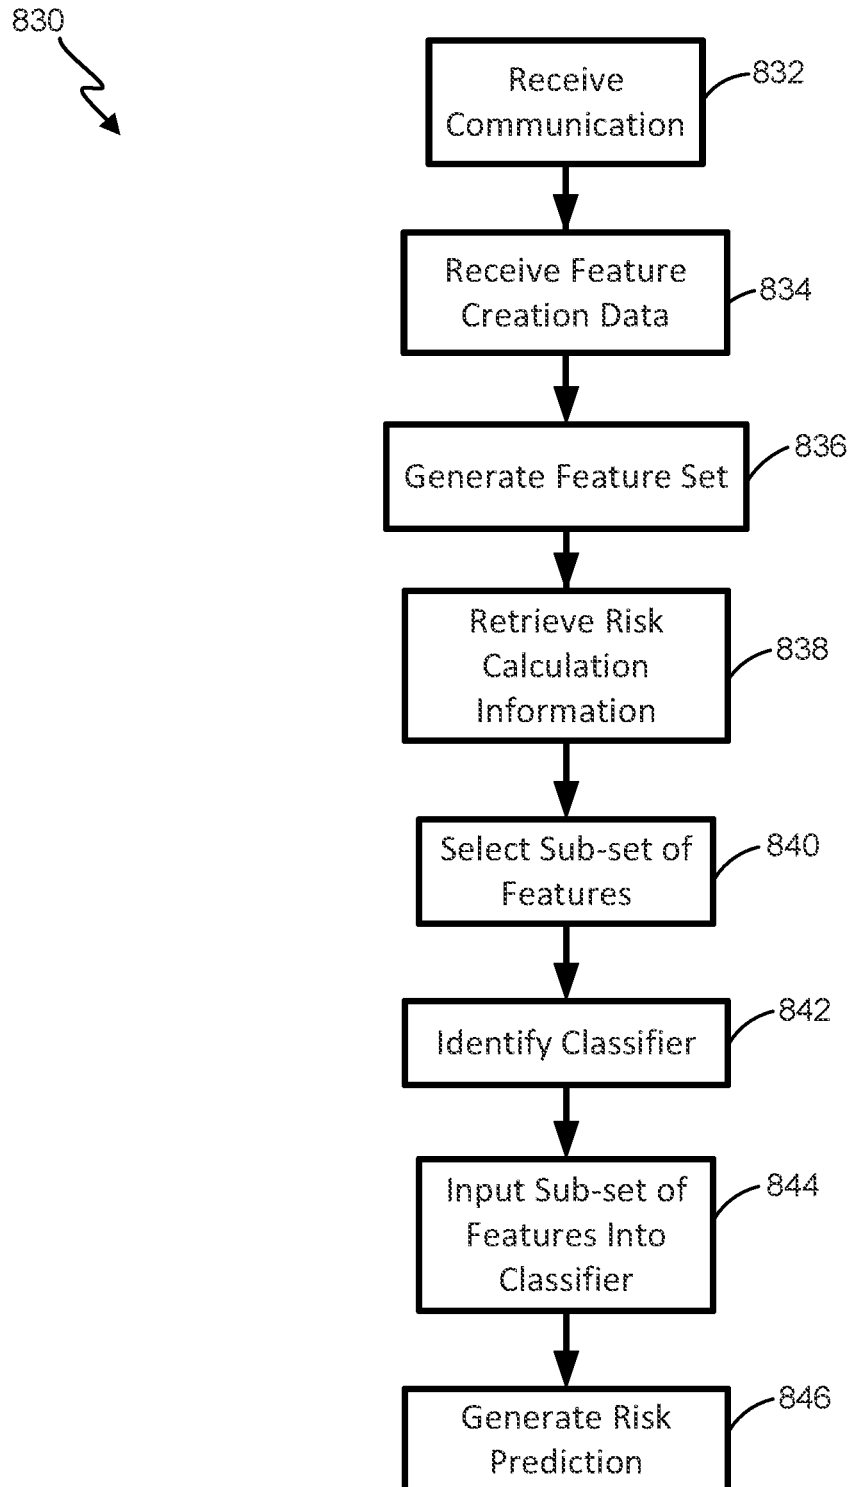 830
Receive
Communication
832
Receive Feature
Creation Data
834
Generate Feature Set
836
Retrieve Risk
Calculation
Information
838
Select Sub-set of
Features
840
Identify Classifier
842
Input Sub-set of
Features Into
Classifier
844
Generate Risk
Prediction
846